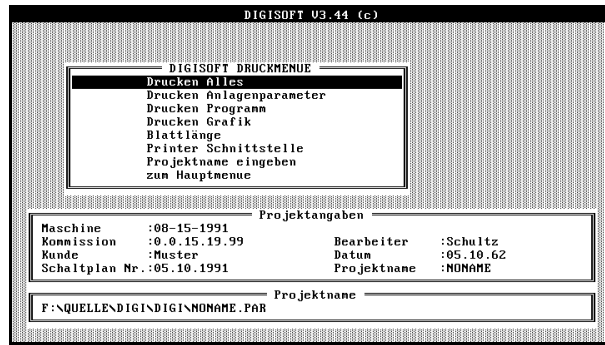 DIGISOFT V3.44 (c)
DIGISOFT DRUCKMENUE
Drucken Alles
Drucken Anlagenparameter
Drucken Programm
Drucken Grafik
Blattlänge
Printer Schnittstelle
Projektname eingeben
zum Hauptmenue
Projektangaben
Maschine :08-15-1991
Kommission :0.0.15.19.99 Bearbeiter :Schultz
Kunde :Muster Datum :05.10.62
Schaltplan Nr.:05.10.1991 Projektname :NONAME
Projektname
F:\QUELLE\DIGI\DIGI\NONAME.PAR